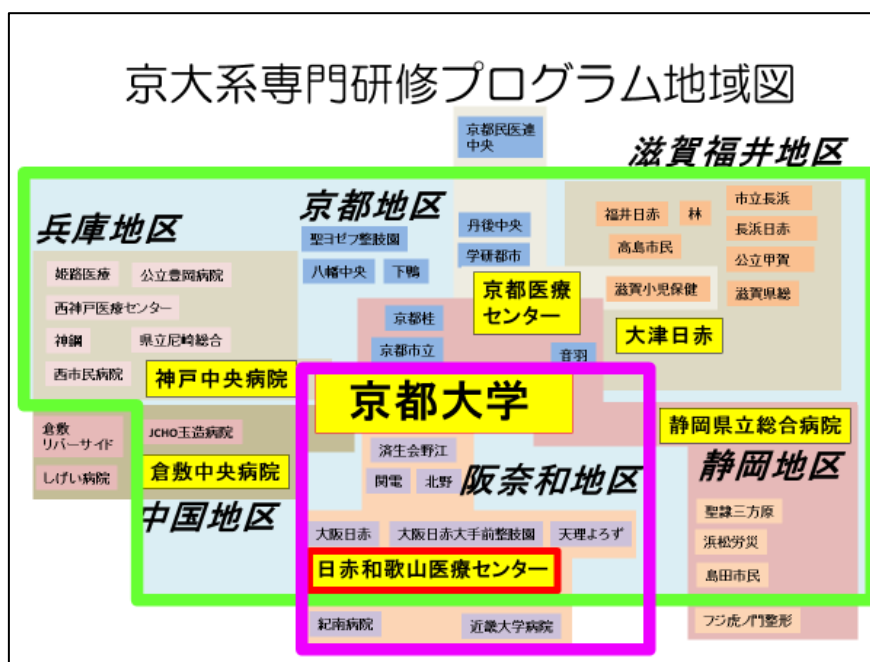 京大系専門研修プログラム地域図
京都民医連
中央
滋賀福井地区
京都地区
兵庫地区
聖ヨゼフ整肢園
八幡中央
下鴨
丹後中央
学研都市
京都医療
センター
福井日赤
林
市立長浜
長浜日赤
高島市民
公立甲賀
滋賀小児保健
滋賀県総
大津日赤
姫路医療
公立豊岡病院
西神戸医療センター
神鋼
県立尼崎総合
西市民病院
神戸中央病院
京都桂
京都市立
音羽
京都大学
静岡県立総合病院
倉敷
リバーサイド
JCHO玉造病院
しげい病院
倉敷中央病院
中国地区
済生会野江
関電
北野
阪奈和地区
静岡地区
大阪日赤
大阪日赤大手前整肢園
天理よろず
日赤和歌山医療センター
紀南病院
近畿大学病院
聖隷三方原
浜松労災
島田市民
フジ虎ノ門整形